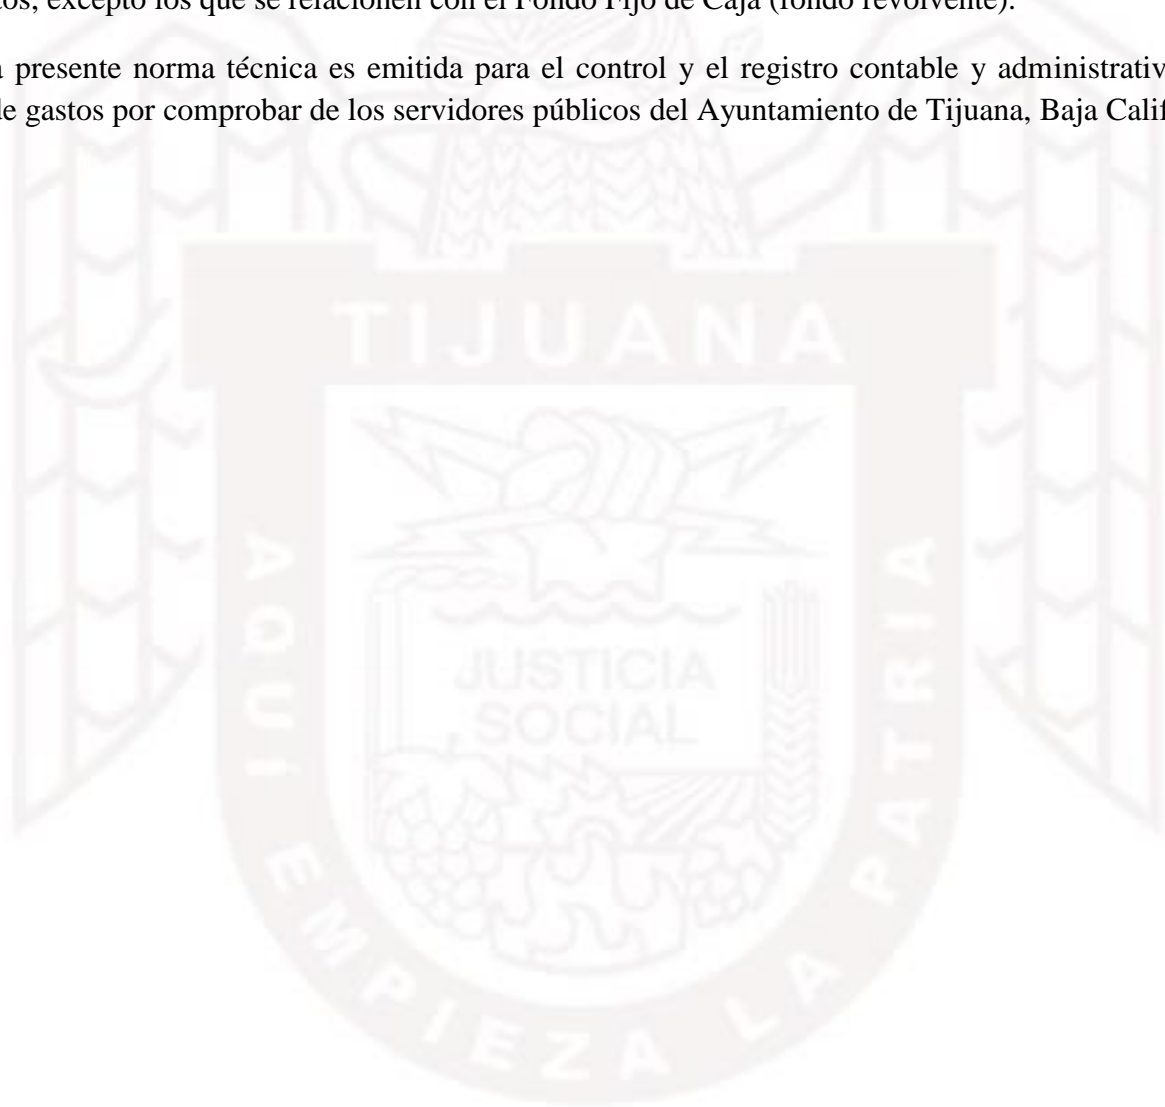 tos, excepto los que se relacionen con el Fondo Fijo de Caja (fondo revolvente).
a presente norma técnica es emitida para el control y el registro contable y administrativ
de gastos por comprobar de los servidores públicos del Ayuntamiento de Tijuana, Baja Calif
TIJUANA
JUSTICIA
SOCIAL
AQUÍ EMPIEZA LA PATRIA